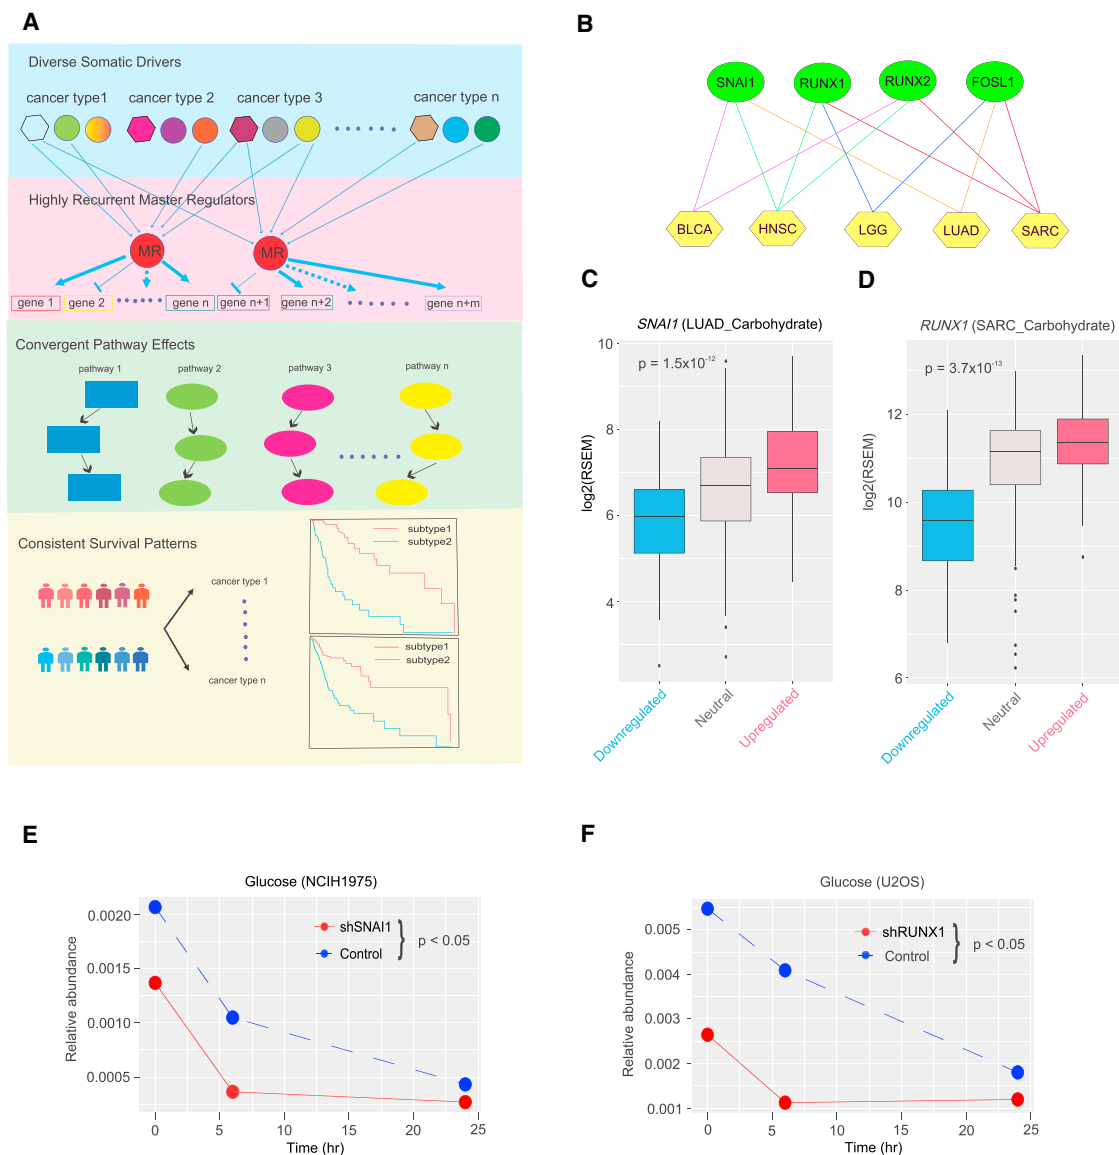 A
Diverse Somatic Drivers
cancer type1
cancer type 2
cancer type 3
cancer type n
Highly Recurrent Master Regulators
MR
MR
gene 1
gene 2
gene n
gene n+1
gene n+2
gene n+m
Convergent Pathway Effects
pathway 1
pathway 2
pathway 3
pathway n
Consistent Survival Patterns
cancer type 1
cancer type n
subtype1
subtype2
subtype1
subtype2
B
SNAI1
RUNX1
RUNX2
FOSL1
BLCA
HNSC
LGG
LUAD
SARC
C
SNAI1 (LUAD_Carbohydrate)
p = 1.5x10-12
log2(RSEM)
10
8
6
4
Downregulated
Neutral
Upregulated
D
RUNX1 (SARC_Carbohydrate)
p = 3.7x10-13
log2(RSEM)
12
10
8
6
Downregulated
Neutral
Upregulated
E
Glucose (NCIH1975)
shSNAI1
Control
p < 0.05
Relative abundance
0.0020
0.0015
0.0010
0.0005
0 5 10 15 20 25
Time (hr)
F
Glucose (U2OS)
shRUNX1
Control
p < 0.05
Relative abundance
0.005
0.004
0.003
0.002
0.001
0 5 10 15 20 25
Time (hr)